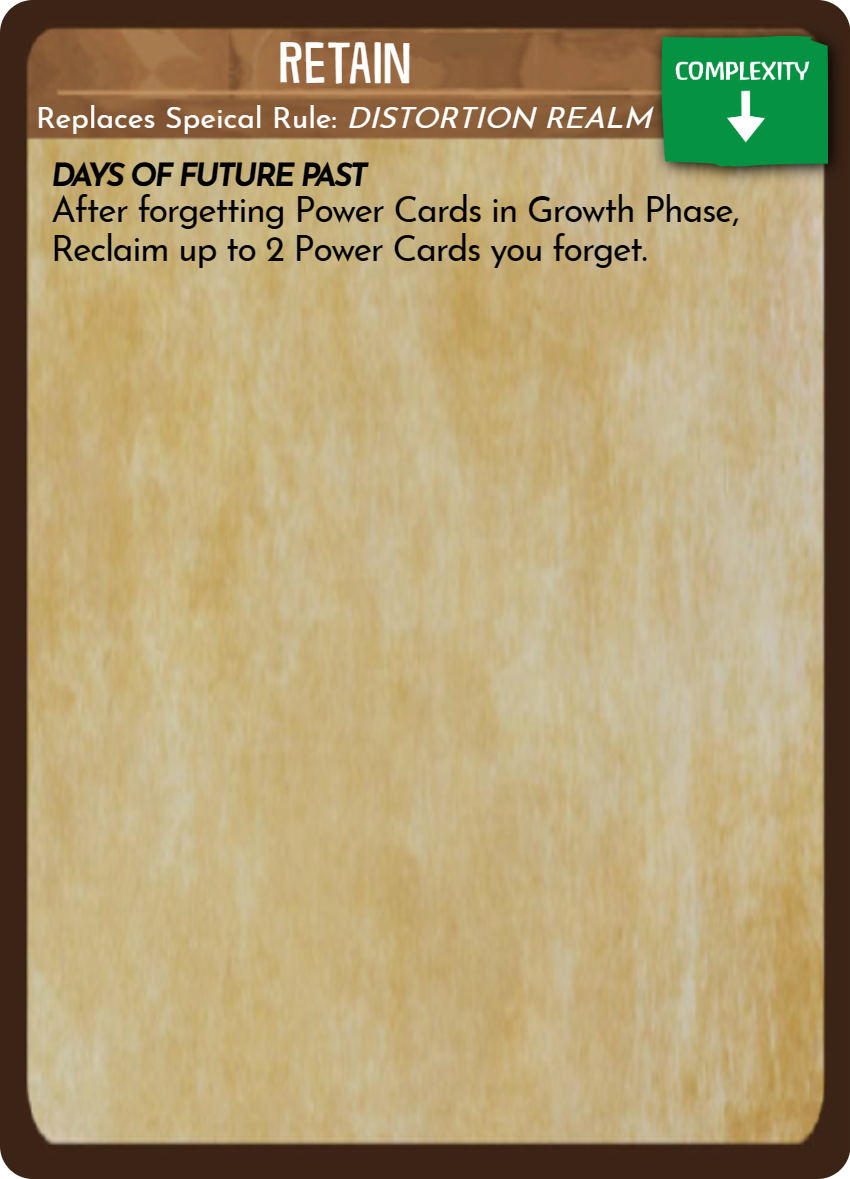 RETAIN
COMPLEXITY
Replaces Speical Rule: DISTORTION REALM
DAYS OF FUTURE PAST
After forgetting Power Cards in Growth Phase,
Reclaim up to 2 Power Cards you forget.